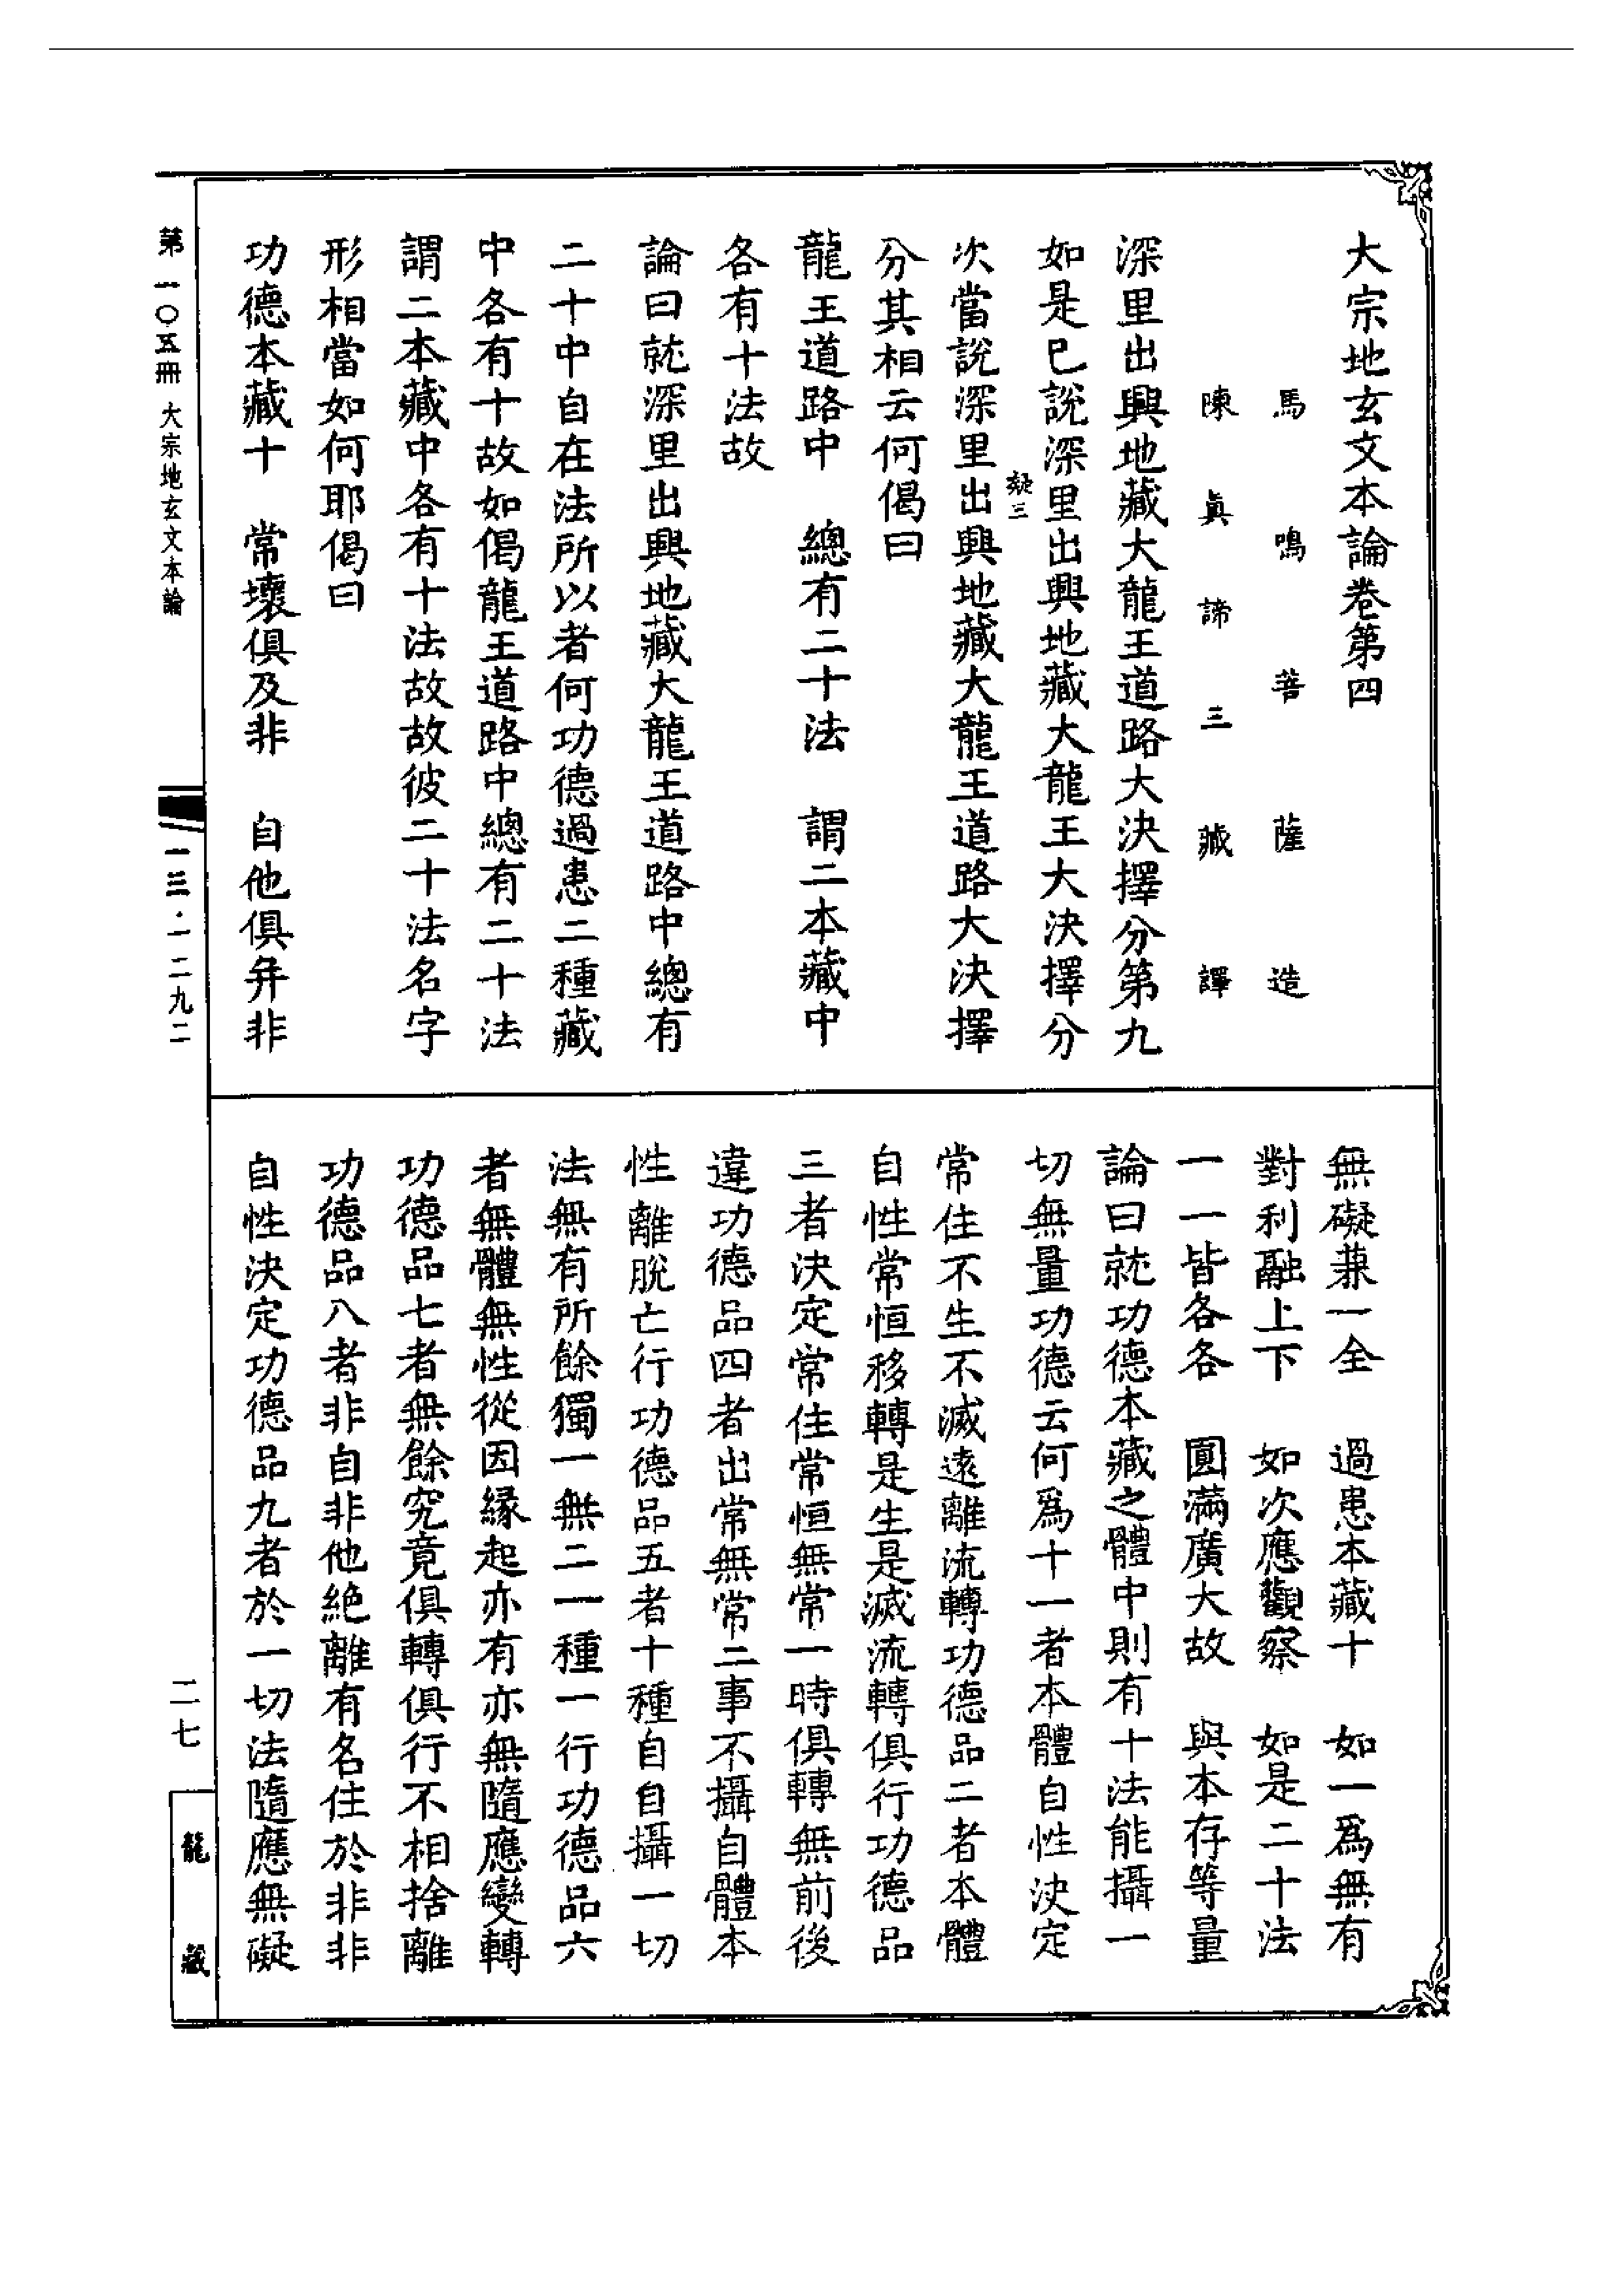 大宗地玄文本論卷第四
馬鳴菩薩造
陳眞諦三藏譯
深里出興地藏大龍王道路大決擇分第九
如是巳說深里出興地藏大龍王大決擇分
次當說深里出興地藏大龍王道路大決擇
分其相云何偈曰
龍王道路中　總有二十法　謂二本藏中
各有十法故
論曰就深里出興地藏大龍王道路中總有
二十中自在法所以者何功德過患二種藏
中各有十故如偈龍王道路中總有二十法
謂二本藏中各有十法故故彼二十法名字
形相當如何耶偈曰
功德本藏十　常壞俱及非　自他俱弁非
無礙兼一全　過患本藏十　如一爲無有
對利融上下　如次應觀察　如是二十法
一一皆各各　圓滿廣大故　與本存等量
論曰就功德本藏之體中則有十法能攝一
切無量功德云何爲十一者本體自性決定
常住不生不滅遠離流轉功德品二者本體
自性常恒移轉是生是滅流轉俱行功德品
三者決定常住常恒無常一時俱轉無前後
違功德品四者出常無常二事不攝自體本
性離脫亡行功德品五者十種自自攝一切
法無有所餘獨一無二一種一行功德品六
者無體無性從因緣起亦有亦無隨應變轉
功德品七者無餘究竟俱轉俱行不相捨離
功德品八者非自非他絶離有名住於非非
自性決定功德品九者於一切法隨應無礙
第一〇五冊　大宗地玄文本論
一三·一二九二
二七
龍藏